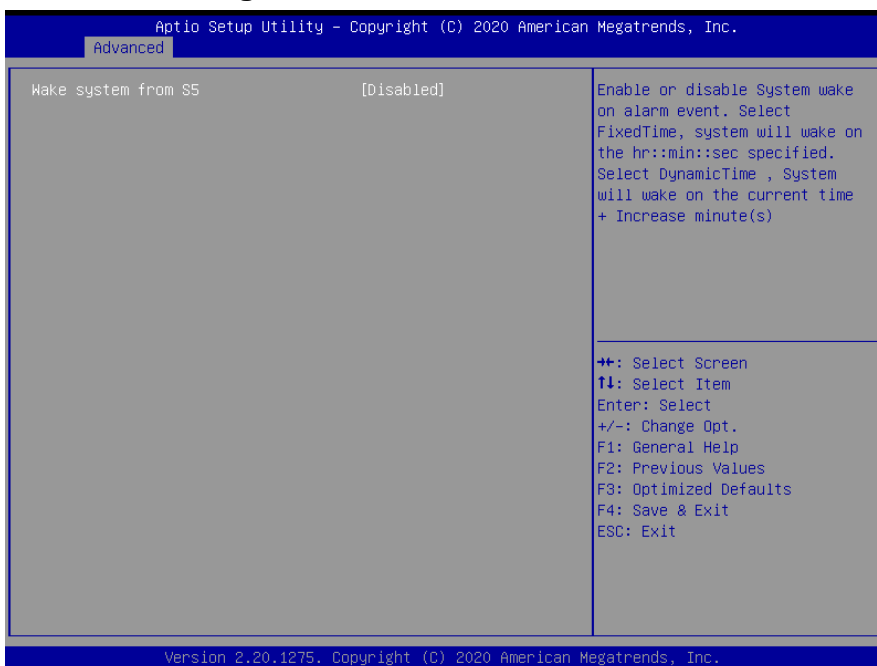 Aptio Setup Utility – Copyright (C) 2020 American Megatrends, Inc.
Advanced
Wake system from S5 [Disabled]
Enable or disable System wake
on alarm event. Select
FixedTime, system will wake on
the hr::min::sec specified.
Select DynamicTime , System
will wake on the current time
+ Increase minute(s)
→←: Select Screen
↑↓: Select Item
Enter: Select
+/-: Change Opt.
F1: General Help
F2: Previous Values
F3: Optimized Defaults
F4: Save & Exit
ESC: Exit
Version 2.20.1275. Copyright (C) 2020 American Megatrends, Inc.